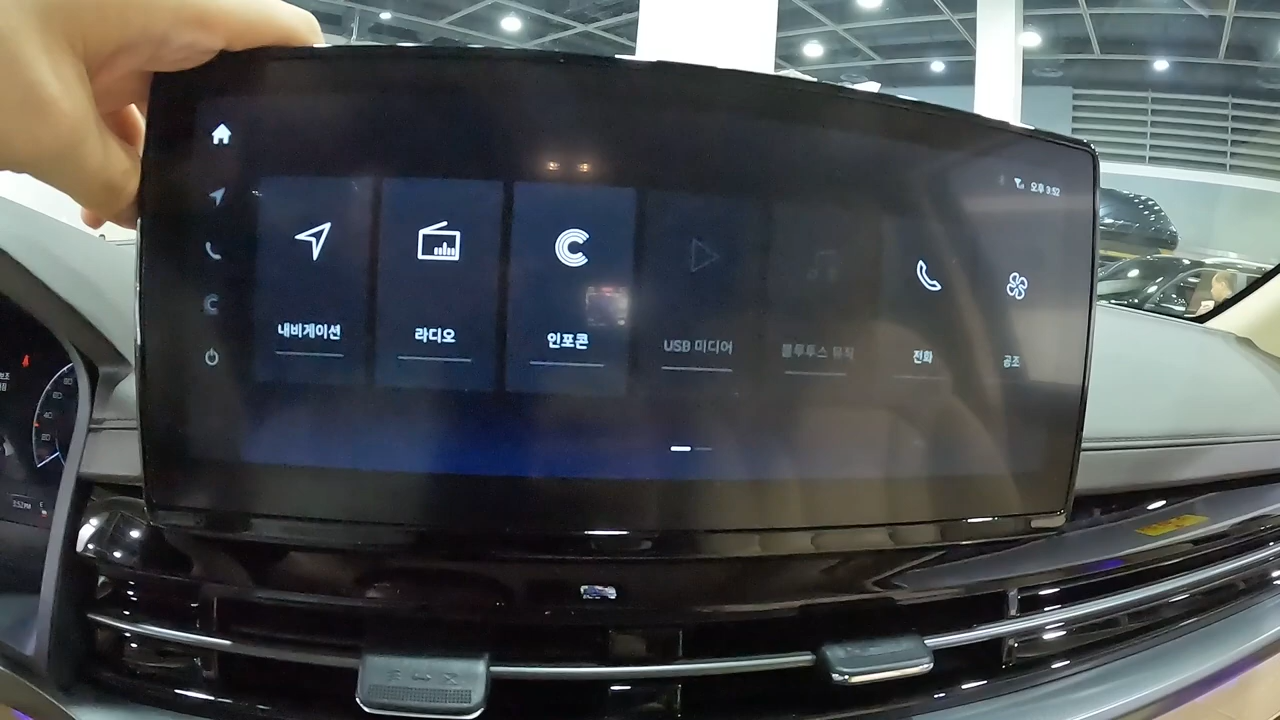 오후 3:52
내비게이션
라디오
인포콘
USB 미디어
블루투스 뮤직
전화
공조